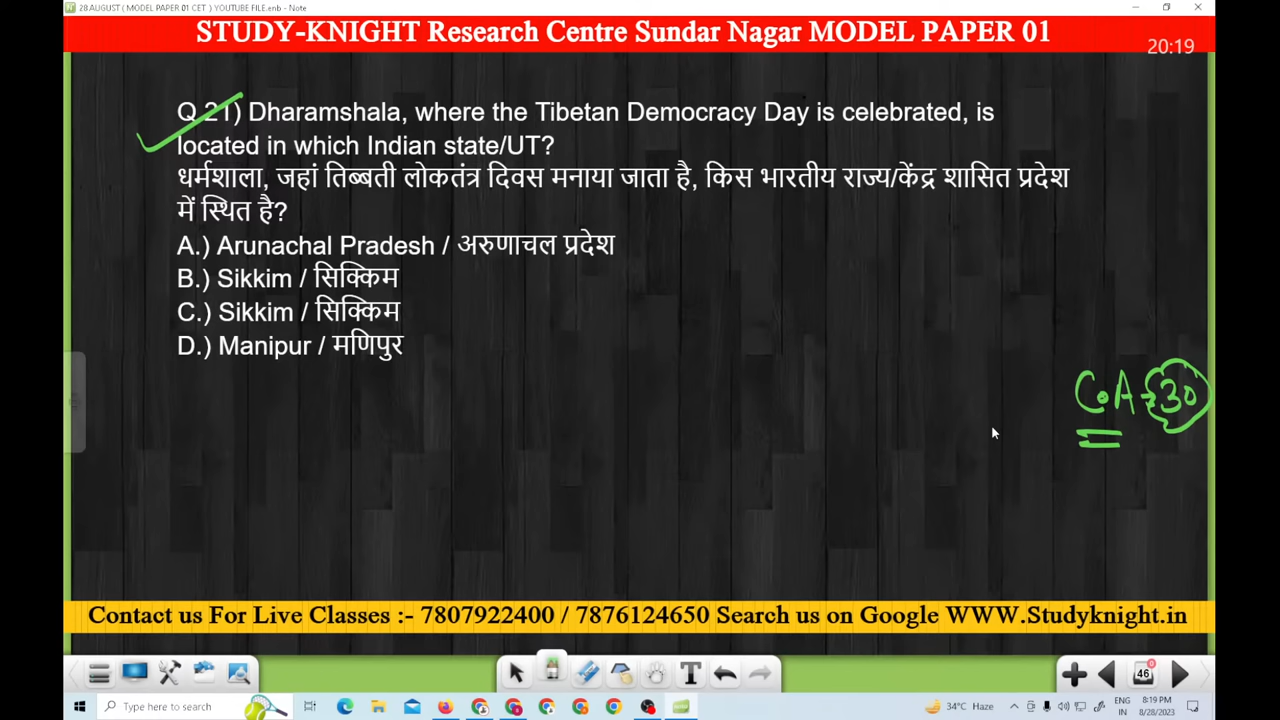 28 AUGUST ( MODEL PAPER 01 CET ) YOUTUBE FILE.enb - Note
STUDY-KNIGHT Research Centre Sundar Nagar MODEL PAPER 01
20:19
Q 21) Dharamshala, where the Tibetan Democracy Day is celebrated, is
located in which Indian state/UT?
धर्मशाला, जहां तिब्बती लोकतंत्र दिवस मनाया जाता है, किस भारतीय राज्य/केंद्र शासित प्रदेश
में स्थित है?
A.) Arunachal Pradesh / अरुणाचल प्रदेश
B.) Sikkim / सिक्किम
C.) Sikkim / सिक्किम
D.) Manipur / मणिपुर
C.A → 30
Contact us For Live Classes :- 7807922400 / 7876124650 Search us on Google WWW.Studyknight.in
46
Type here to search
34°C Haze
ENG
IN
8:19 PM
8/28/2023